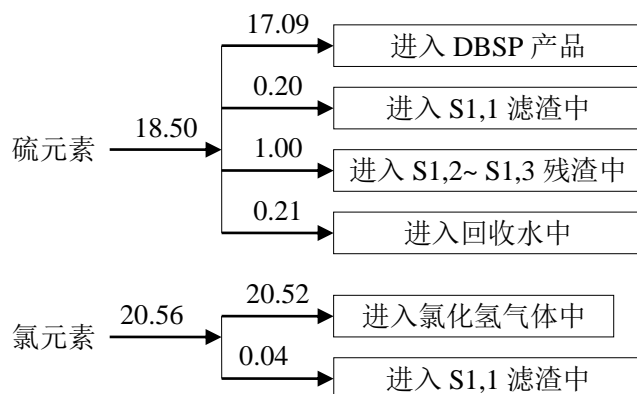 17.09
进入 DBSP 产品
0.20
进入 S1,1 滤渣中
硫元素
18.50
1.00
进入 S1,2~ S1,3 残渣中
0.21
进入回收水中
20.52
进入氯化氢气体中
氯元素
20.56
0.04
进入 S1,1 滤渣中